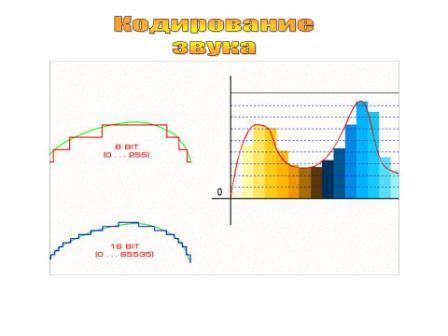 Кодирование
звука
8 BIT
(0 . . . 255)
0
16 BIT
(0 . . . 65535)